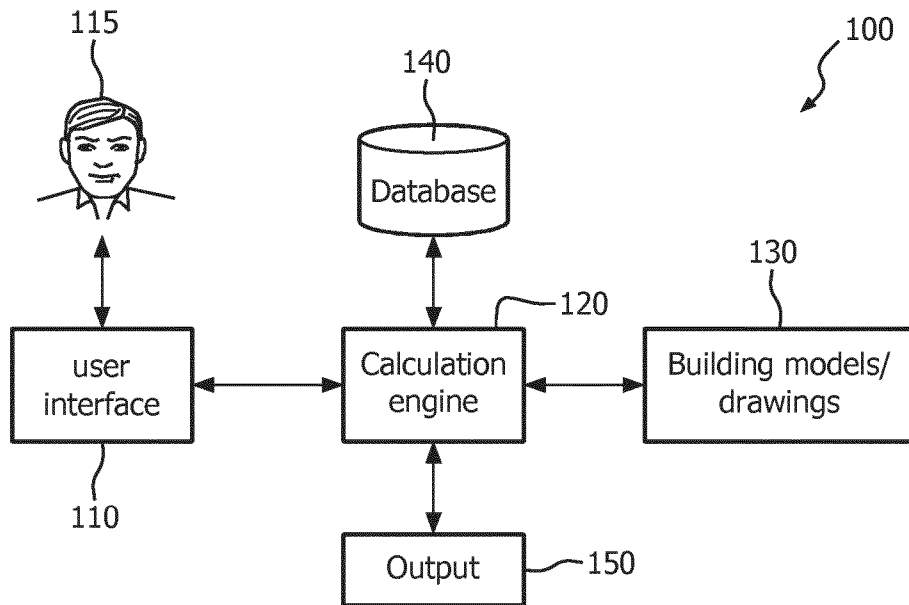 115
100
140
Database
130
120
user
interface
Calculation
engine
Building models/
drawings
110
Output
150